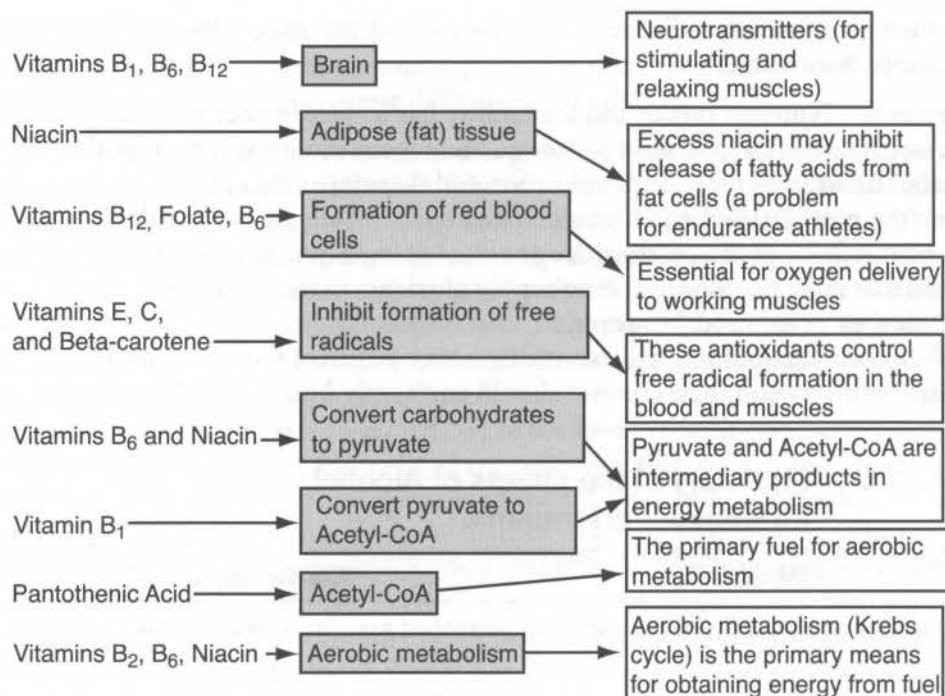 Vitamins B₁, B₆, B₁₂
Brain
Neurotransmitters (for
stimulating and
relaxing muscles)
Niacin
Adipose (fat) tissue
Excess niacin may inhibit
release of fatty acids from
fat cells (a problem
for endurance athletes)
Vitamins B₁₂, Folate, B₆
Formation of red blood
cells
Essential for oxygen delivery
to working muscles
Vitamins E, C,
and Beta-carotene
Inhibit formation of free
radicals
These antioxidants control
free radical formation in the
blood and muscles
Vitamins B₆ and Niacin
Convert carbohydrates
to pyruvate
Pyruvate and Acetyl-CoA are
intermediary products in
energy metabolism
Vitamin B₁
Convert pyruvate to
Acetyl-CoA
Pantothenic Acid
Acetyl-CoA
The primary fuel for aerobic
metabolism
Vitamins B₂, B₆, Niacin
Aerobic metabolism
Aerobic metabolism (Krebs
cycle) is the primary means
for obtaining energy from fuel